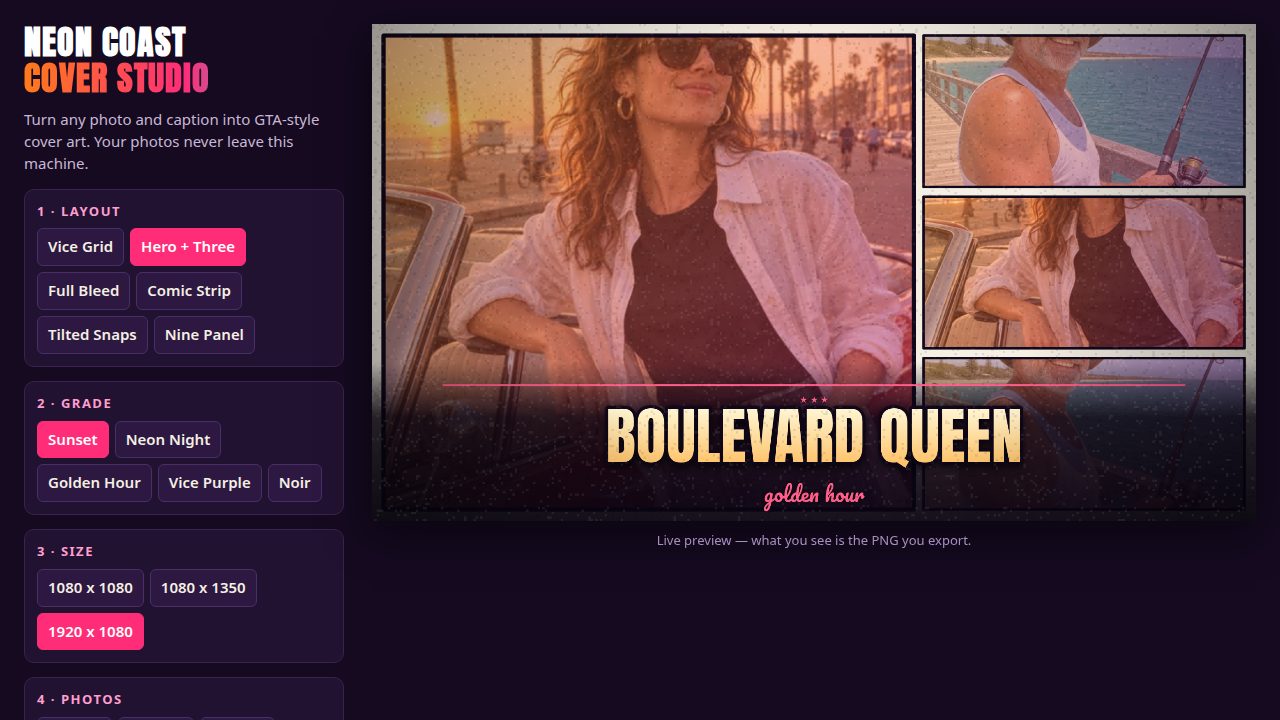 NEON COAST
COVER STUDIO
Turn any photo and caption into GTA-style
cover art. Your photos never leave this
machine.
1 · LAYOUT
Vice Grid
Hero + Three
Full Bleed
Comic Strip
Tilted Snaps
Nine Panel
2 · GRADE
Sunset
Neon Night
Golden Hour
Vice Purple
Noir
3 · SIZE
1080 x 1080
1080 x 1350
1920 x 1080
4 · PHOTOS
★ ★ ★
BOULEVARD QUEEN
golden hour
Live preview — what you see is the PNG you export.